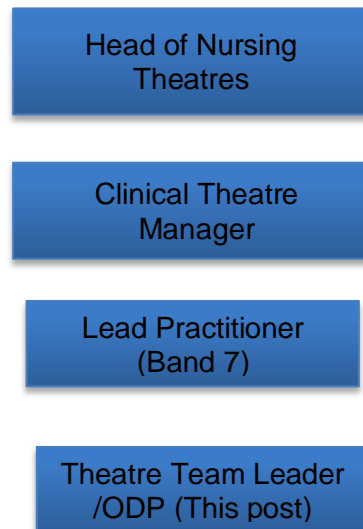 Head of Nursing
Theatres
Clinical Theatre
Manager
Lead Practitioner
(Band 7)
Theatre Team Leader
/ODP (This post)